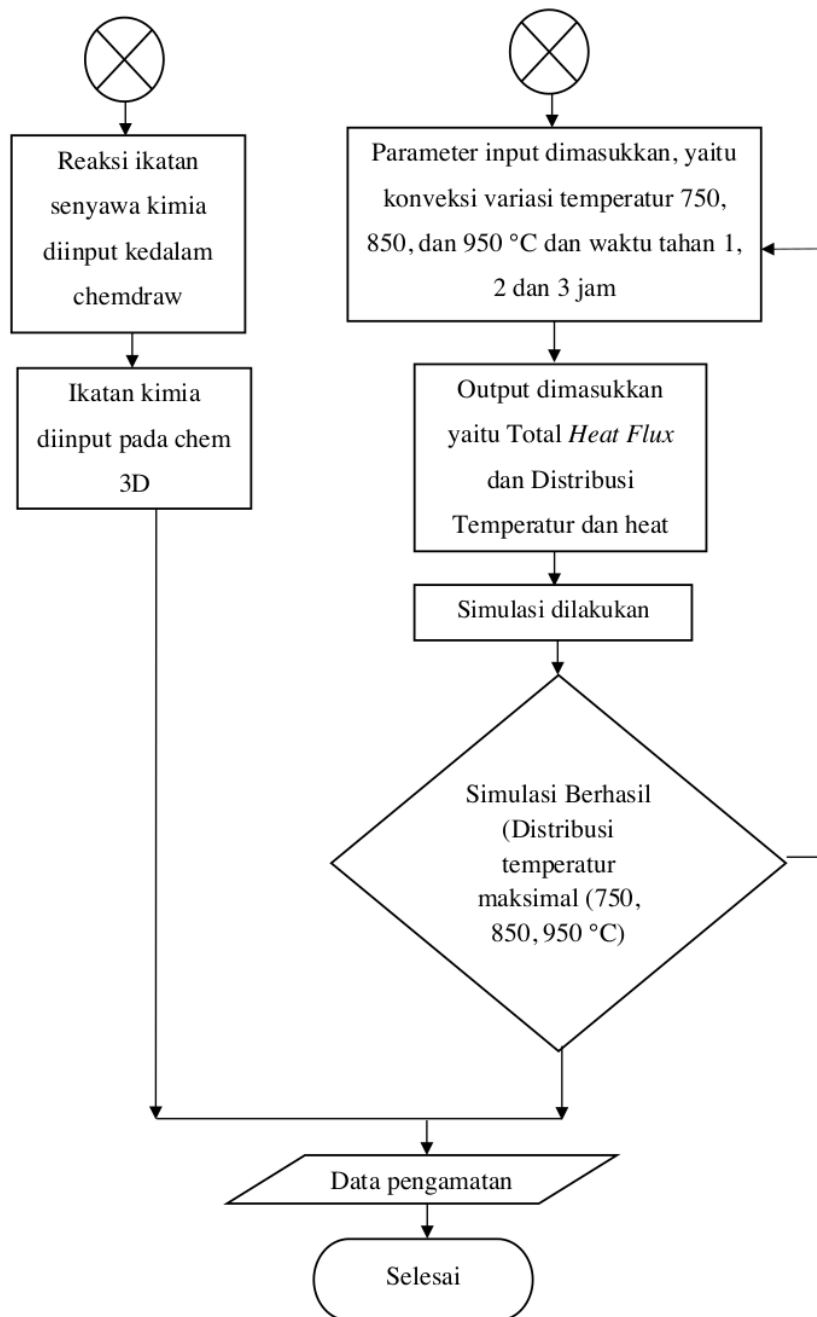 Reaksi ikatan
senyawa kimia
diinput kedalam
chemdraw
Ikatan kimia
diinput pada chem
3D
Parameter input dimasukkan, yaitu
konveksi variasi temperatur 750,
850, dan 950 °C dan waktu tahan 1,
2 dan 3 jam
Output dimasukkan
yaitu Total Heat Flux
dan Distribusi
Temperatur dan heat
Simulasi dilakukan
Simulasi Berhasil
(Distribusi
temperatur
maksimal (750,
850, 950 °C)
Data pengamatan
Selesai